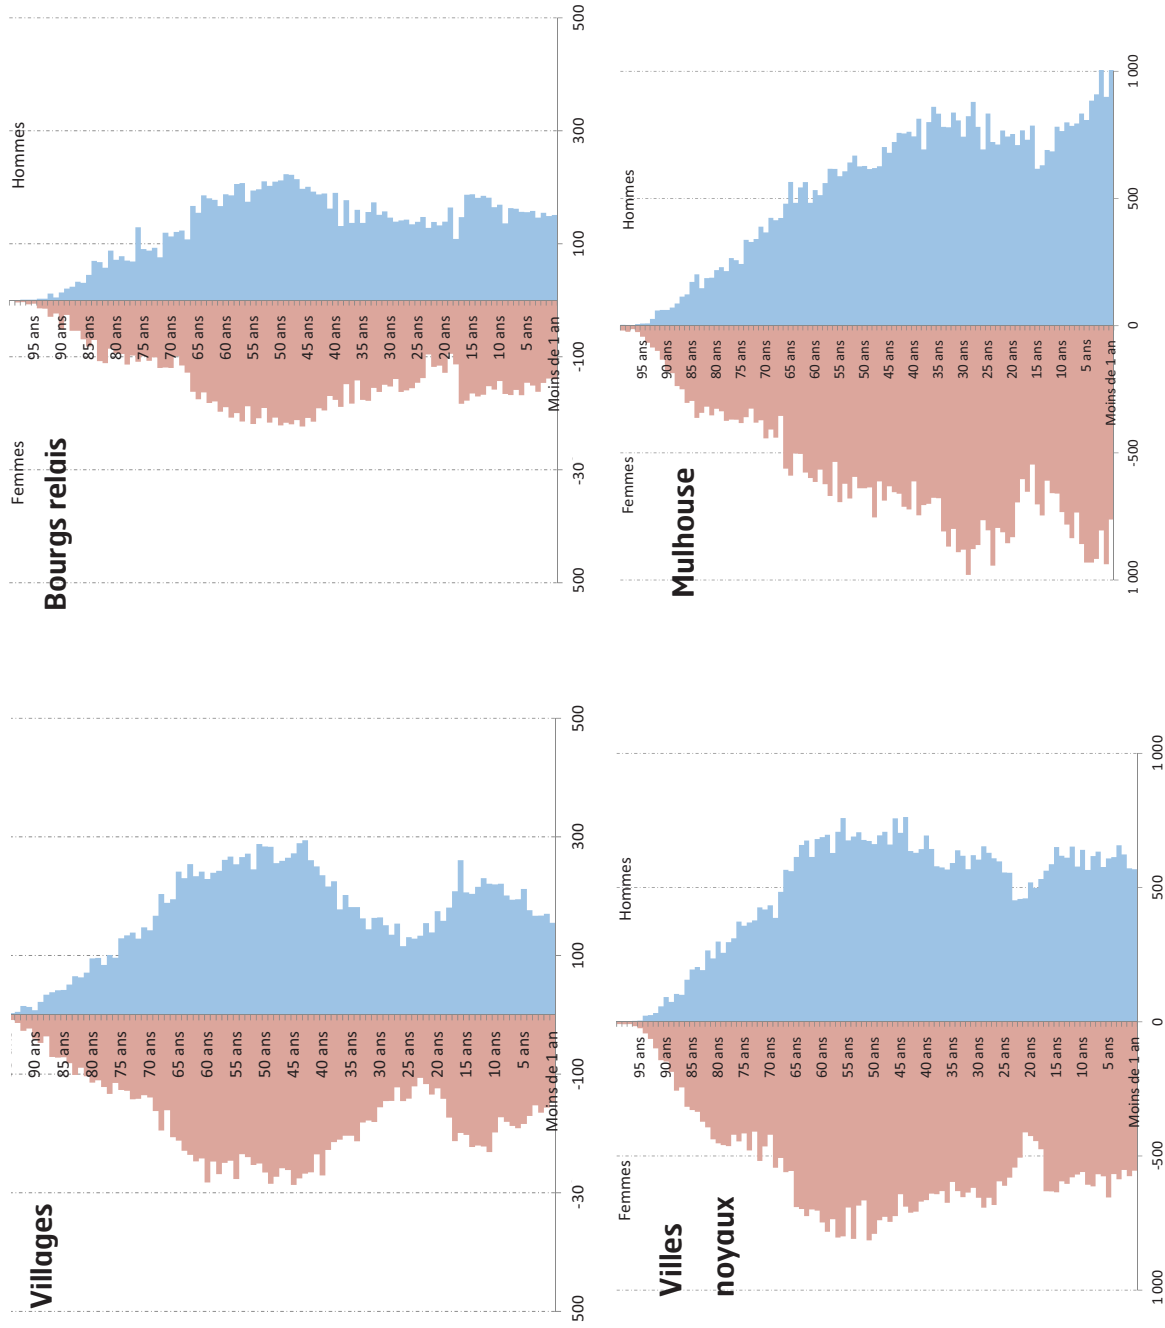 Villages
90 ans
85 ans
80 ans
75 ans
70 ans
65 ans
60 ans
55 ans
50 ans
45 ans
40 ans
35 ans
30 ans
25 ans
20 ans
15 ans
10 ans
5 ans
Moins de 1 an
500 -30 -100 100 300 500
Femmes Hommes
Bourgs relais
95 ans
90 ans
85 ans
80 ans
75 ans
70 ans
65 ans
60 ans
55 ans
50 ans
45 ans
40 ans
35 ans
30 ans
25 ans
20 ans
15 ans
10 ans
5 ans
Moins de 1 an
500 -30 -100 100 300 500
Femmes Hommes
Villes
noyaux
95 ans
90 ans
85 ans
80 ans
75 ans
70 ans
65 ans
60 ans
55 ans
50 ans
45 ans
40 ans
35 ans
30 ans
25 ans
20 ans
15 ans
10 ans
5 ans
Moins de 1 an
1 000 -500 0 500 1 000
Femmes Hommes
Mulhouse
95 ans
90 ans
85 ans
80 ans
75 ans
70 ans
65 ans
60 ans
55 ans
50 ans
45 ans
40 ans
35 ans
30 ans
25 ans
20 ans
15 ans
10 ans
5 ans
Moins de 1 an
1 000 -500 0 500 1 000